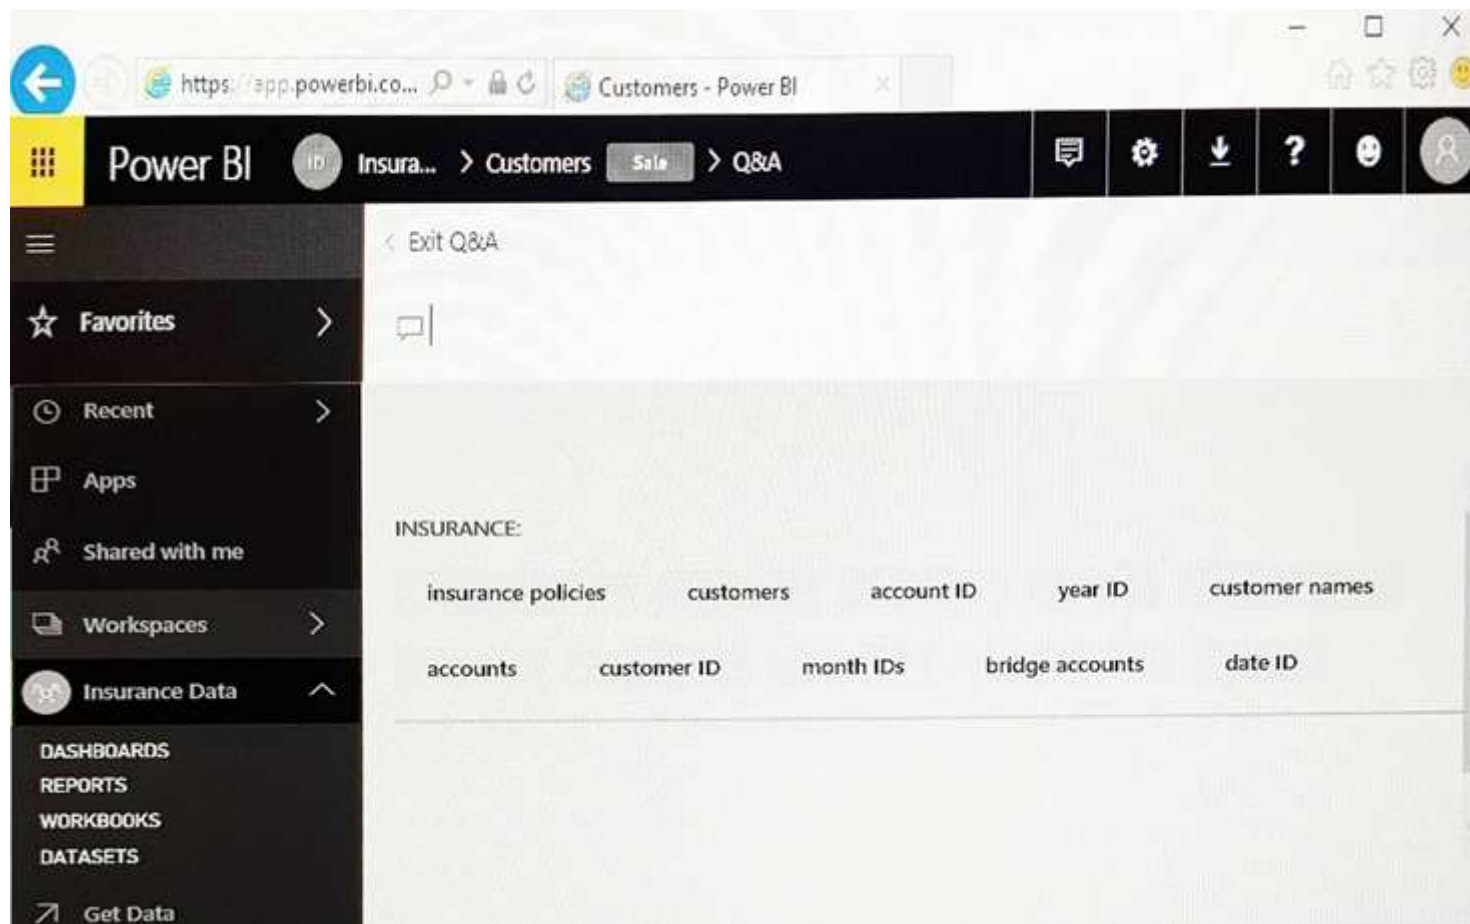 https://app.powerbi.co...
Customers - Power BI
Power BI
ID
Insura... > Customers Sale > Q&A
< Exit Q&A
Favorites
Recent
Apps
Shared with me
Workspaces
Insurance Data
DASHBOARDS
REPORTS
WORKBOOKS
DATASETS
Get Data
INSURANCE:
insurance policies customers account ID year ID customer names
accounts customer ID month IDs bridge accounts date ID